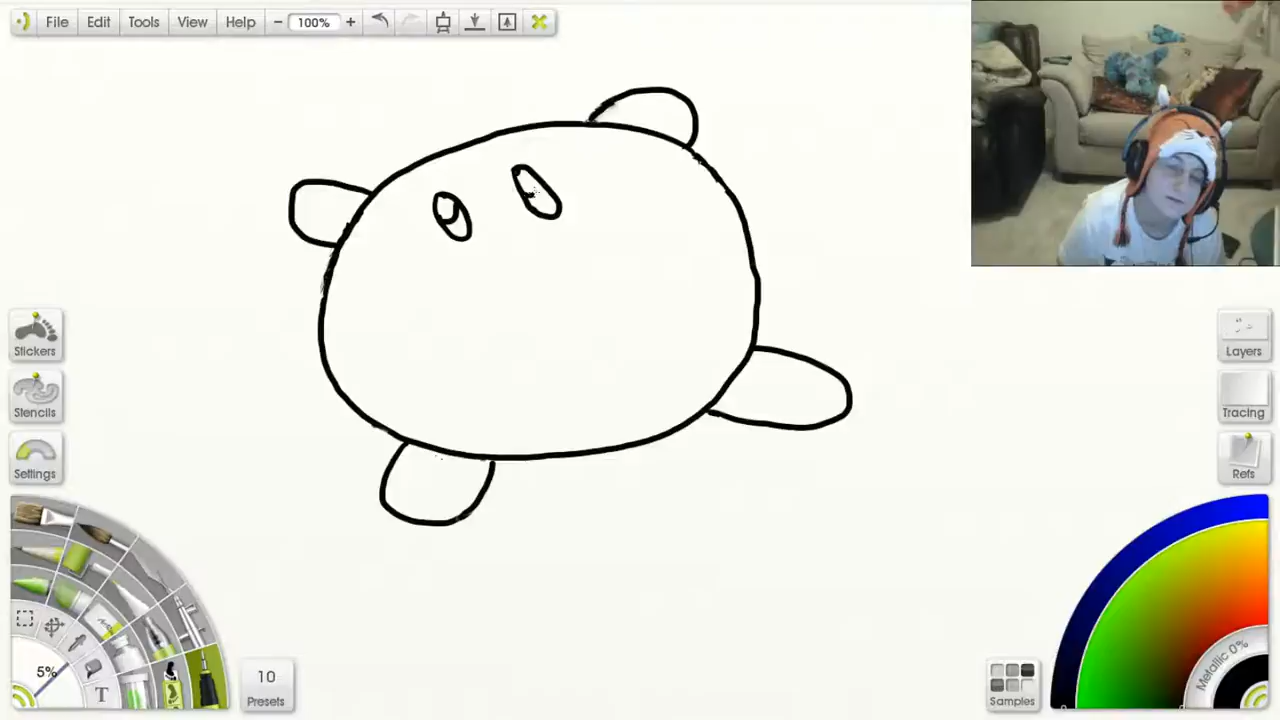 File Edit Tools View Help − 100% +
Stickers
Layers
Stencils
Tracing
Settings
Refs
5%
T
10
Presets
Samples
Metallic 0%